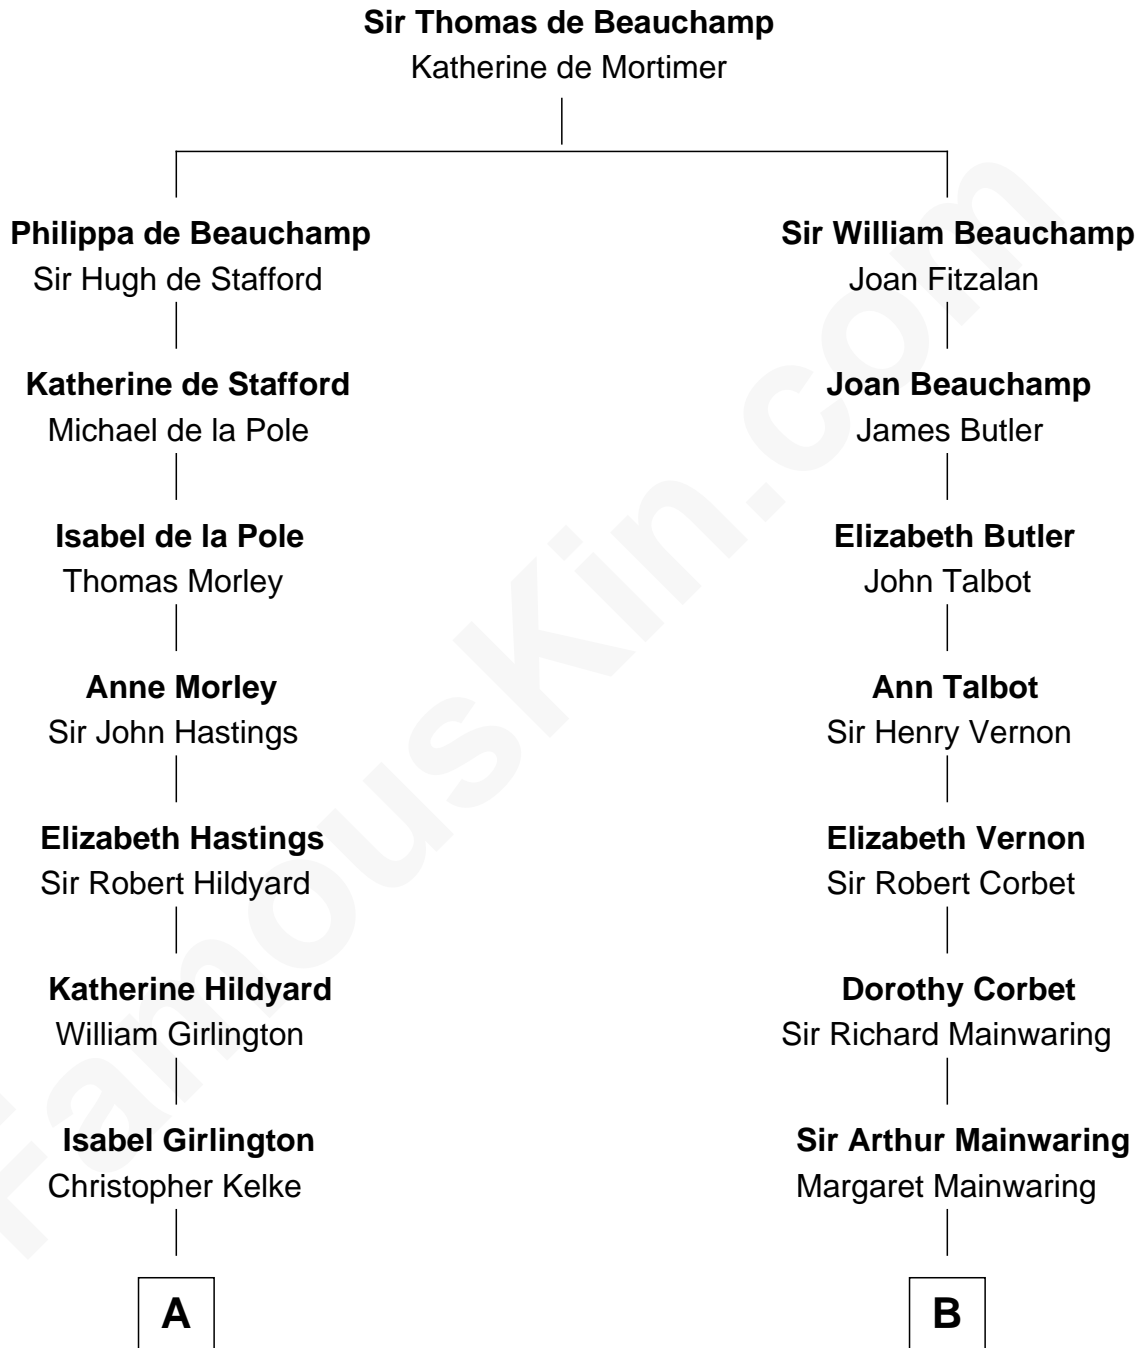 Sir Thomas de Beauchamp
Katherine de Mortimer
Philippa de Beauchamp
Sir Hugh de Stafford
Sir William Beauchamp
Joan Fitzalan
Katherine de Stafford
Michael de la Pole
Joan Beauchamp
James Butler
Isabel de la Pole
Thomas Morley
Elizabeth Butler
John Talbot
Anne Morley
Sir John Hastings
Ann Talbot
Sir Henry Vernon
Elizabeth Hastings
Sir Robert Hildyard
Elizabeth Vernon
Sir Robert Corbet
Katherine Hildyard
William Girlington
Dorothy Corbet
Sir Richard Mainwaring
Isabel Girlington
Christopher Kelke
Sir Arthur Mainwaring
Margaret Mainwaring
A
B
FamousKin.com